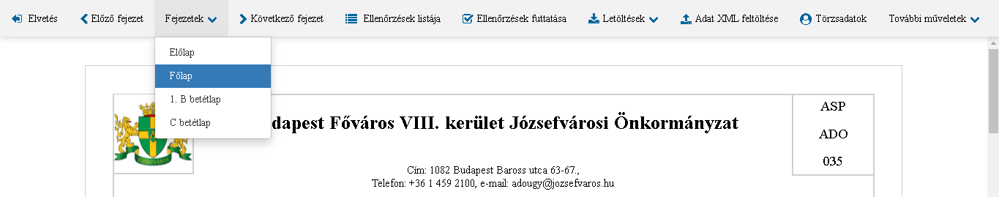 Elvetés Előző fejezet Fejezetek Következő fejezet Ellenőrzések listája Ellenőrzések futtatása Letöltések Adat XML feltöltése Törzsadatok További műveletek
Előlap
Főlap
1. B betétlap
C betétlap
JÓZSEFVÁROS
dapest Főváros VIII. kerület Józsefvárosi Önkormányzat
Cím: 1082 Budapest Baross utca 63-67.,
Telefon: +36 1 459 2100, e-mail: adougy@jozsefvaros.hu
ASP
ADO
035